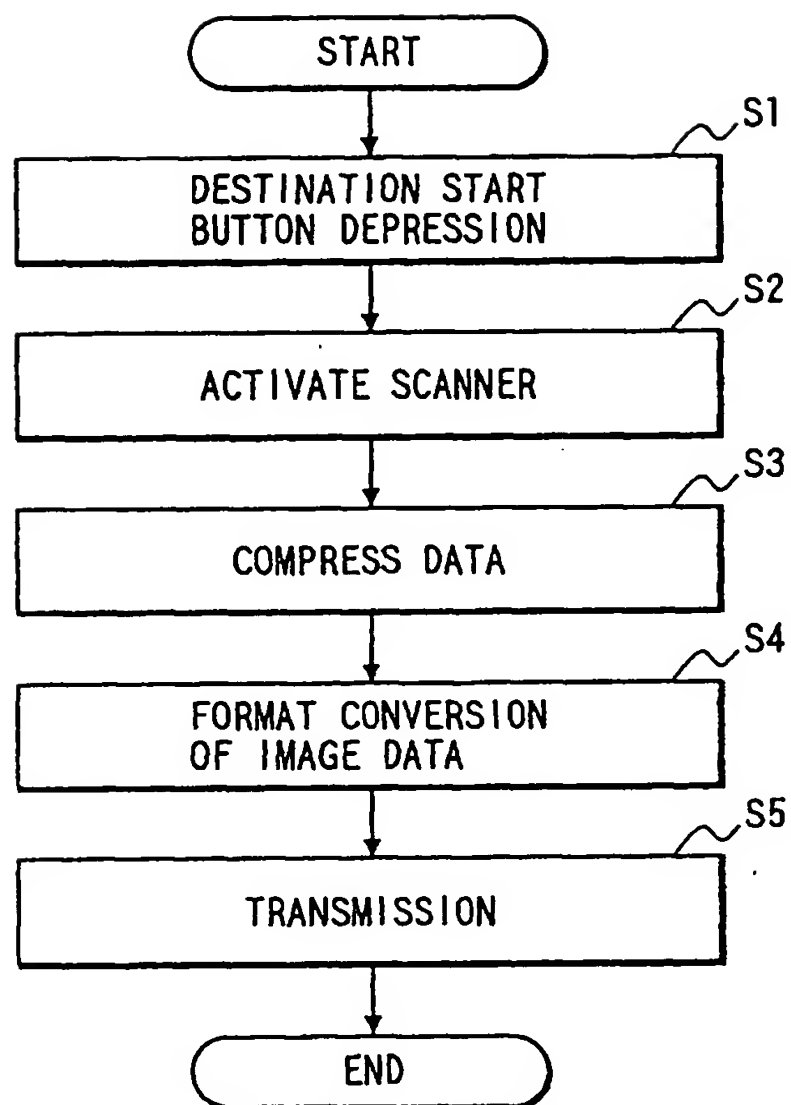 START
S1
DESTINATION START
BUTTON DEPRESSION
S2
ACTIVATE SCANNER
S3
COMPRESS DATA
S4
FORMAT CONVERSION
OF IMAGE DATA
S5
TRANSMISSION
END